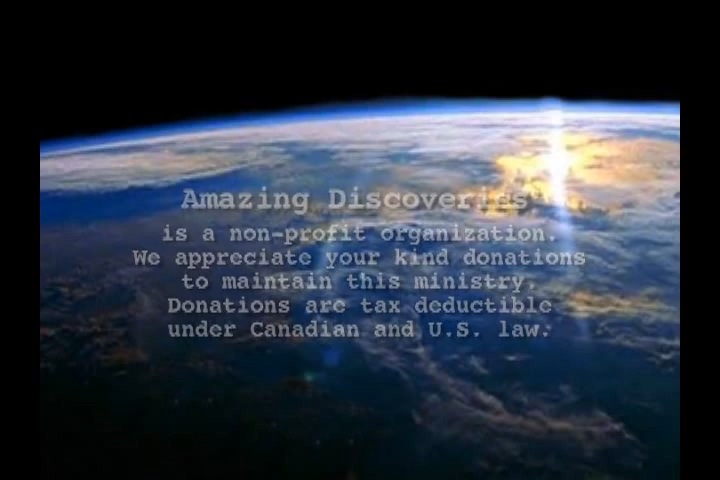 Amazing Discoveries
is a non-profit organization.
We appreciate your kind donations
to maintain this ministry.
Donations are tax deductible
under Canadian and U.S. law.